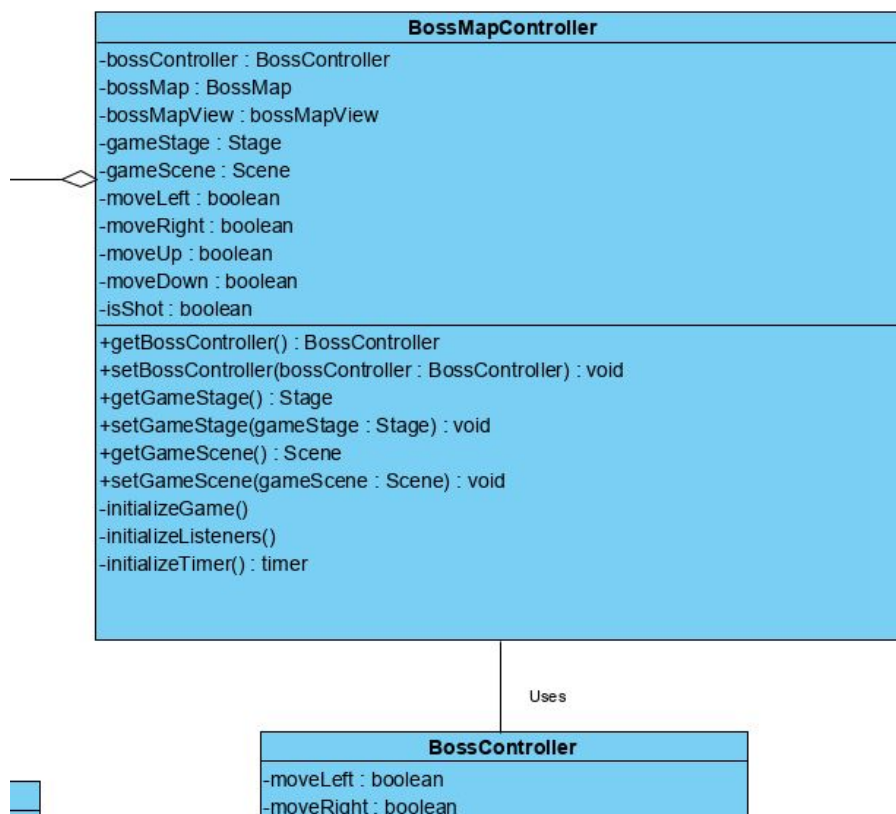 BossMapController
-bossController : BossController
-bossMap : BossMap
-bossMapView : bossMapView
-gameStage : Stage
-gameScene : Scene
-moveLeft : boolean
-moveRight : boolean
-moveUp : boolean
-moveDown : boolean
-isShot : boolean
+getBossController() : BossController
+setBossController(bossController : BossController) : void
+getGameStage() : Stage
+setGameStage(gameStage : Stage) : void
+getGameScene() : Scene
+setGameScene(gameScene : Scene) : void
-initializeGame()
-initializeListeners()
-initializeTimer() : timer
Uses
BossController
-moveLeft : boolean
-moveRight : boolean